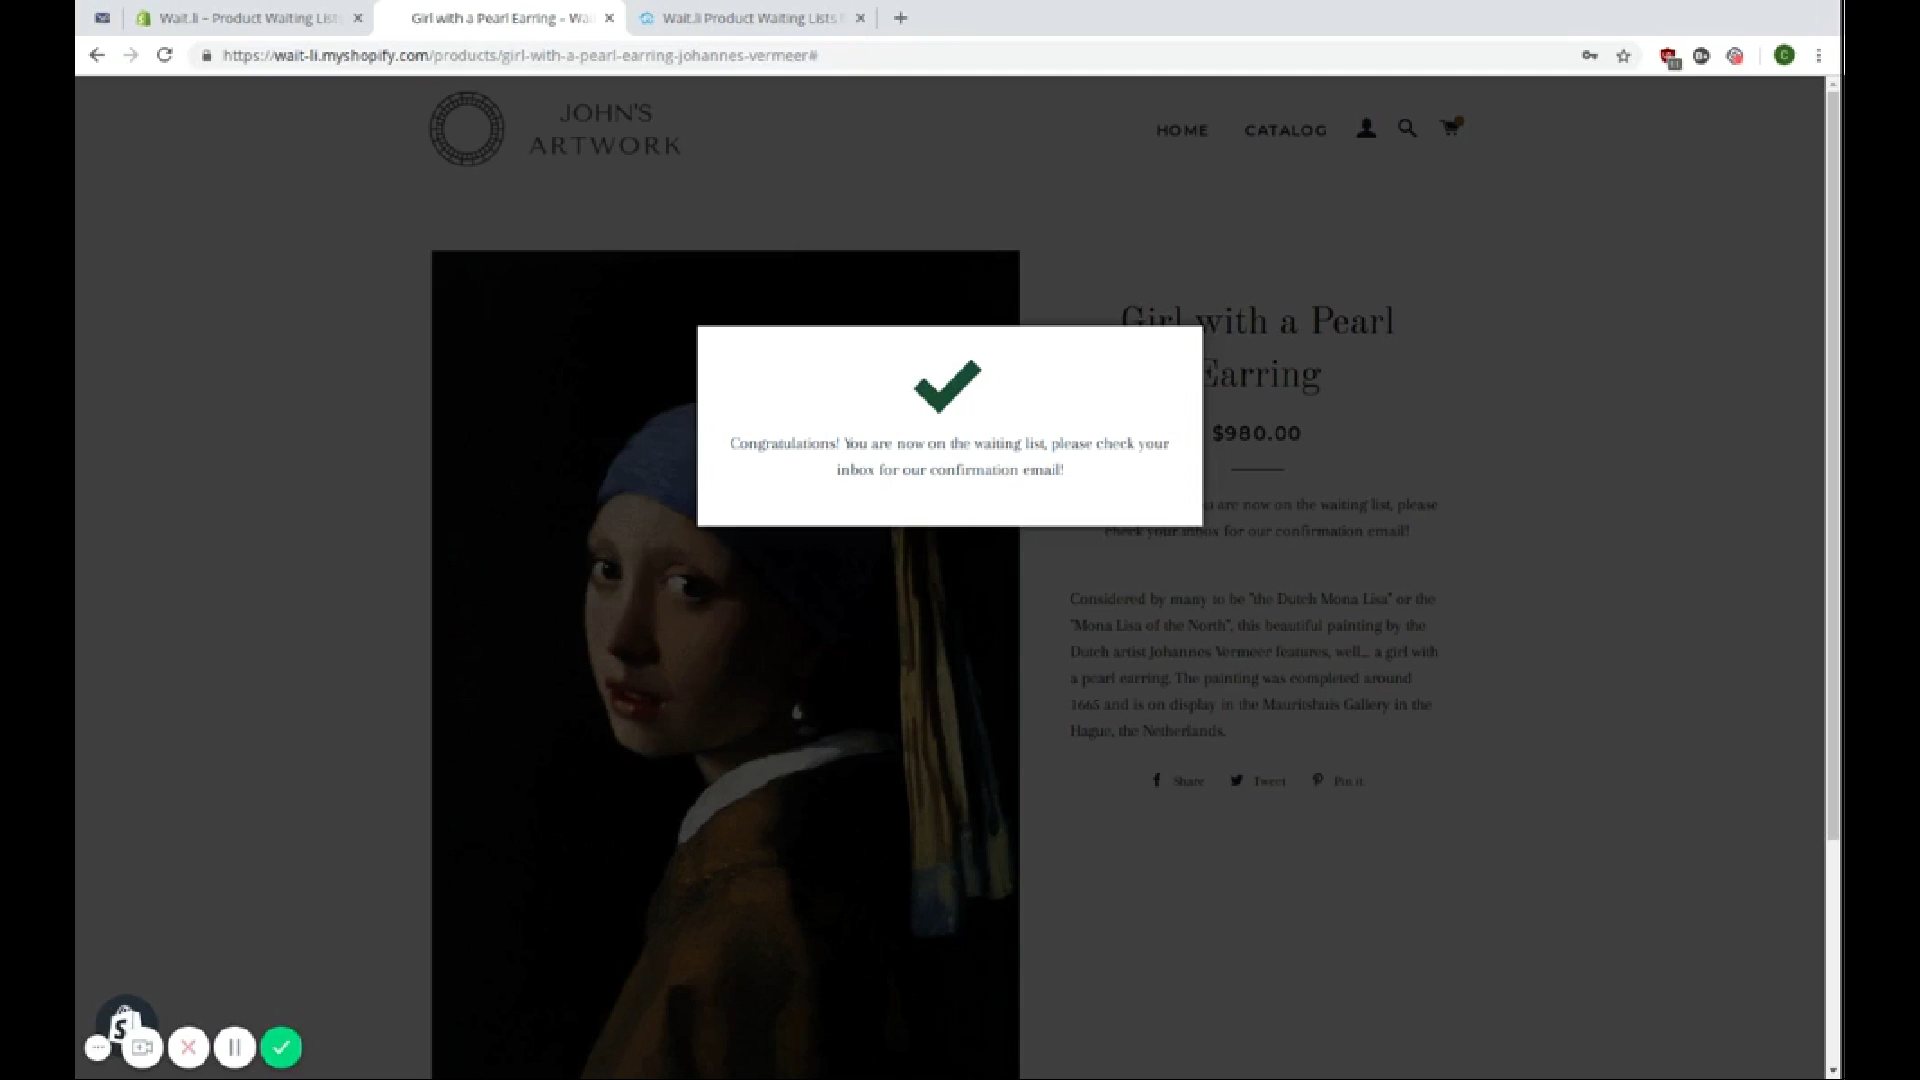 Wait.li – Product Waiting Lists
Girl with a Pearl Earring – Wai
Wait.li Product Waiting Lists
https://wait-li.myshopify.com/products/girl-with-a-pearl-earring-johannes-vermeer#
JOHN'S
ARTWORK
HOME
CATALOG
Girl with a Pearl
Earring
$980.00
Congratulations! You are now on the waiting list, please check your
inbox for our confirmation email!
are now on the waiting list, please
check your inbox for our confirmation email!
Considered by many to be "the Dutch Mona Lisa" or the
"Mona Lisa of the North", this beautiful painting by the
Dutch artist Johannes Vermeer features, well... a girl with
a pearl earring. The painting was completed around
1665 and is on display in the Mauritshuis Gallery in the
Hague, the Netherlands.
Share
Tweet
Pin it